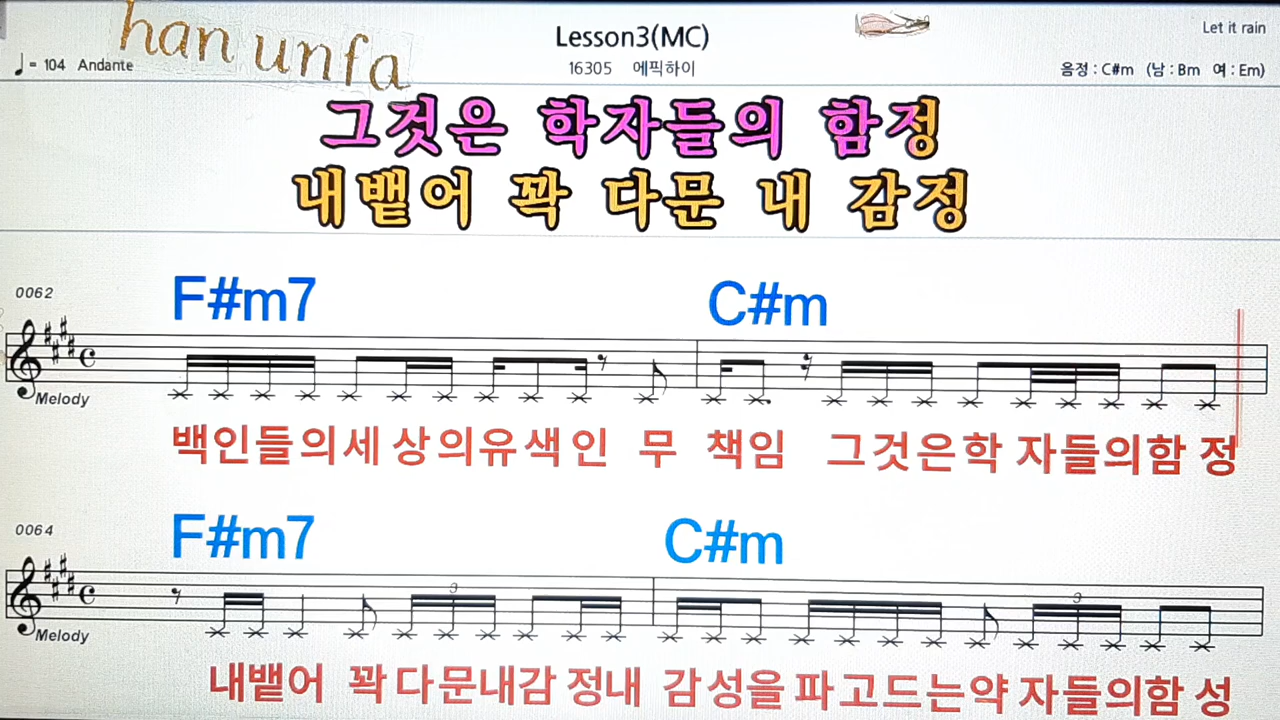 han unfa
Lesson3(MC)
Let it rain
♩= 104 Andante
16305 에픽하이
음정 : C#m (남 : Bm 여 : Em)
그것은 학자들의 함정
내뱉어 꽉 다문 내 감정
0062
F#m7 C#m
Melody
백인들의세 상의유색인 무 책임 그것은학 자들의함 정
0064
F#m7 C#m
3 3
Melody
내뱉어 꽉다문내감 정내 감성을파고드는약 자들의함 성